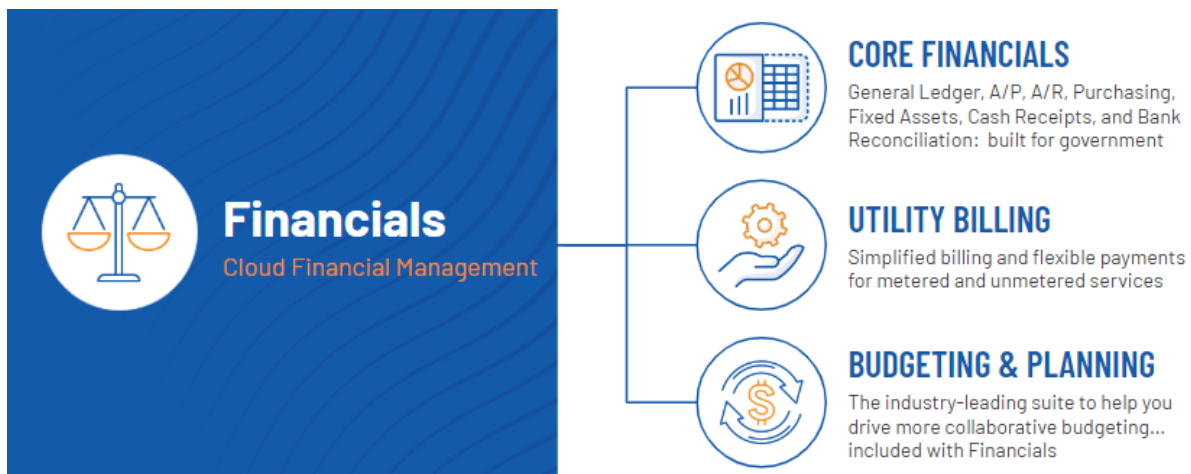 Financials
Cloud Financial Management
CORE FINANCIALS
General Ledger, A/P, A/R, Purchasing,
Fixed Assets, Cash Receipts, and Bank
Reconciliation: built for government
UTILITY BILLING
Simplified billing and flexible payments
for metered and unmetered services
BUDGETING & PLANNING
The industry-leading suite to help you
drive more collaborative budgeting...
included with Financials